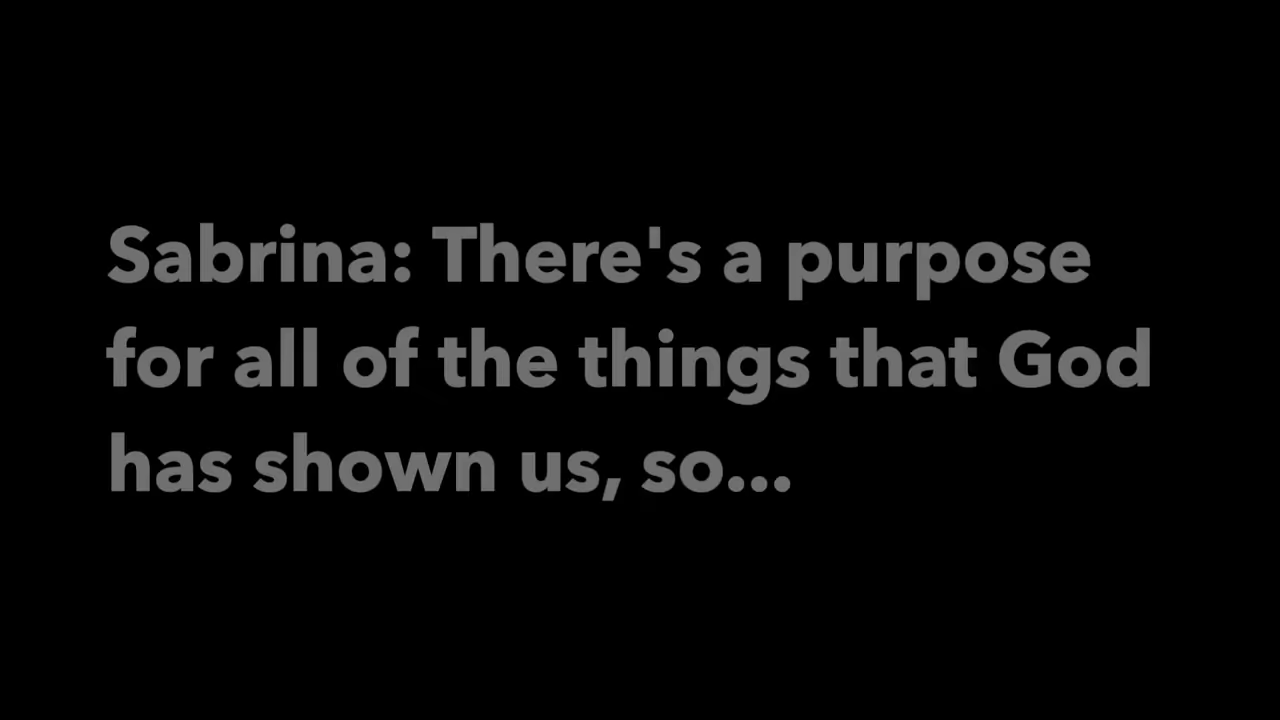 Sabrina: There's a purpose
for all of the things that God
has shown us, so...